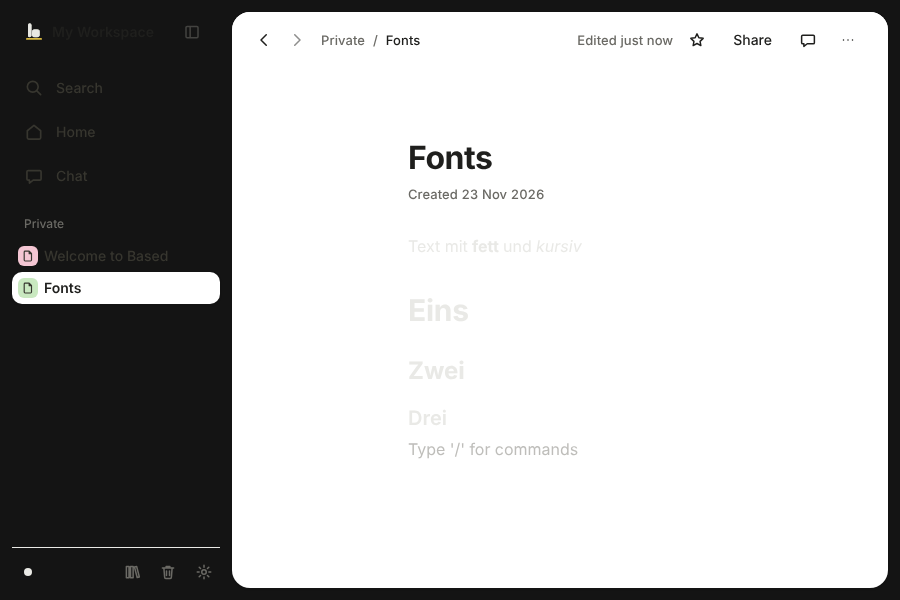 My Workspace
Search
Home
Chat
Private
Welcome to Based
Fonts
Private / Fonts
Edited just now
Share
Fonts
Created 23 Nov 2026
Text mit fett und kursiv
Eins
Zwei
Drei
Type '/' for commands